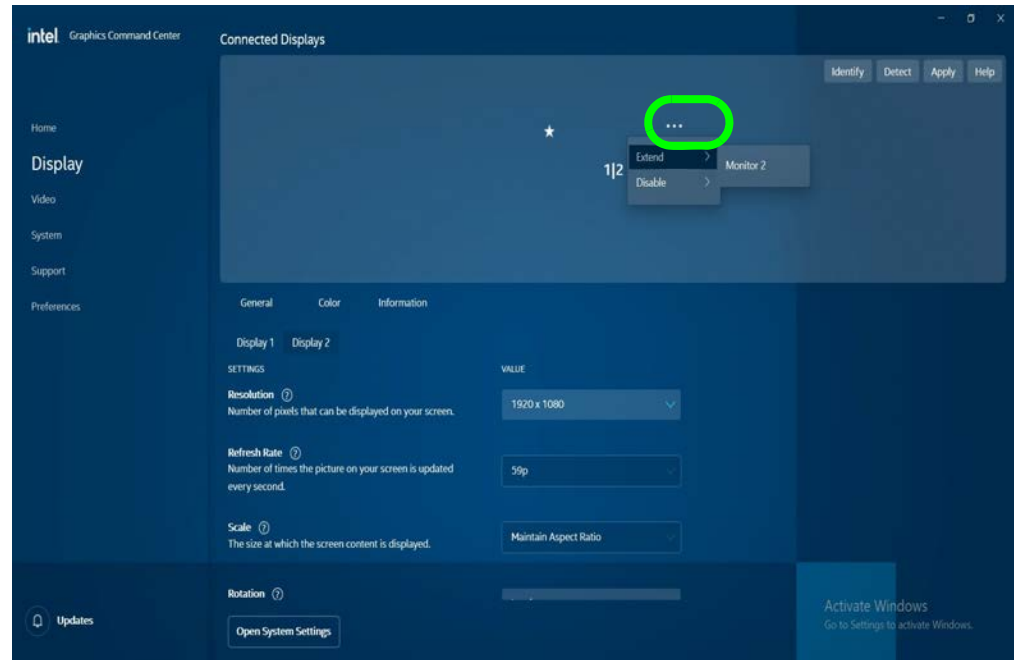 intel. Graphics Command Center
Connected Displays
Identify Detect Apply Help
Home
Display
Video
System
Support
Preferences
1|2
Extend
Disable
Monitor 2
General Color Information
Display 1 Display 2
SETTINGS VALUE
Resolution ?
Number of pixels that can be displayed on your screen.
1920 x 1080
Refresh Rate ?
Number of times the picture on your screen is updated
every second.
59p
Scale ?
The size at which the screen content is displayed.
Maintain Aspect Ratio
Rotation ?
Open System Settings
Updates
Activate Windows
Go to Settings to activate Windows.